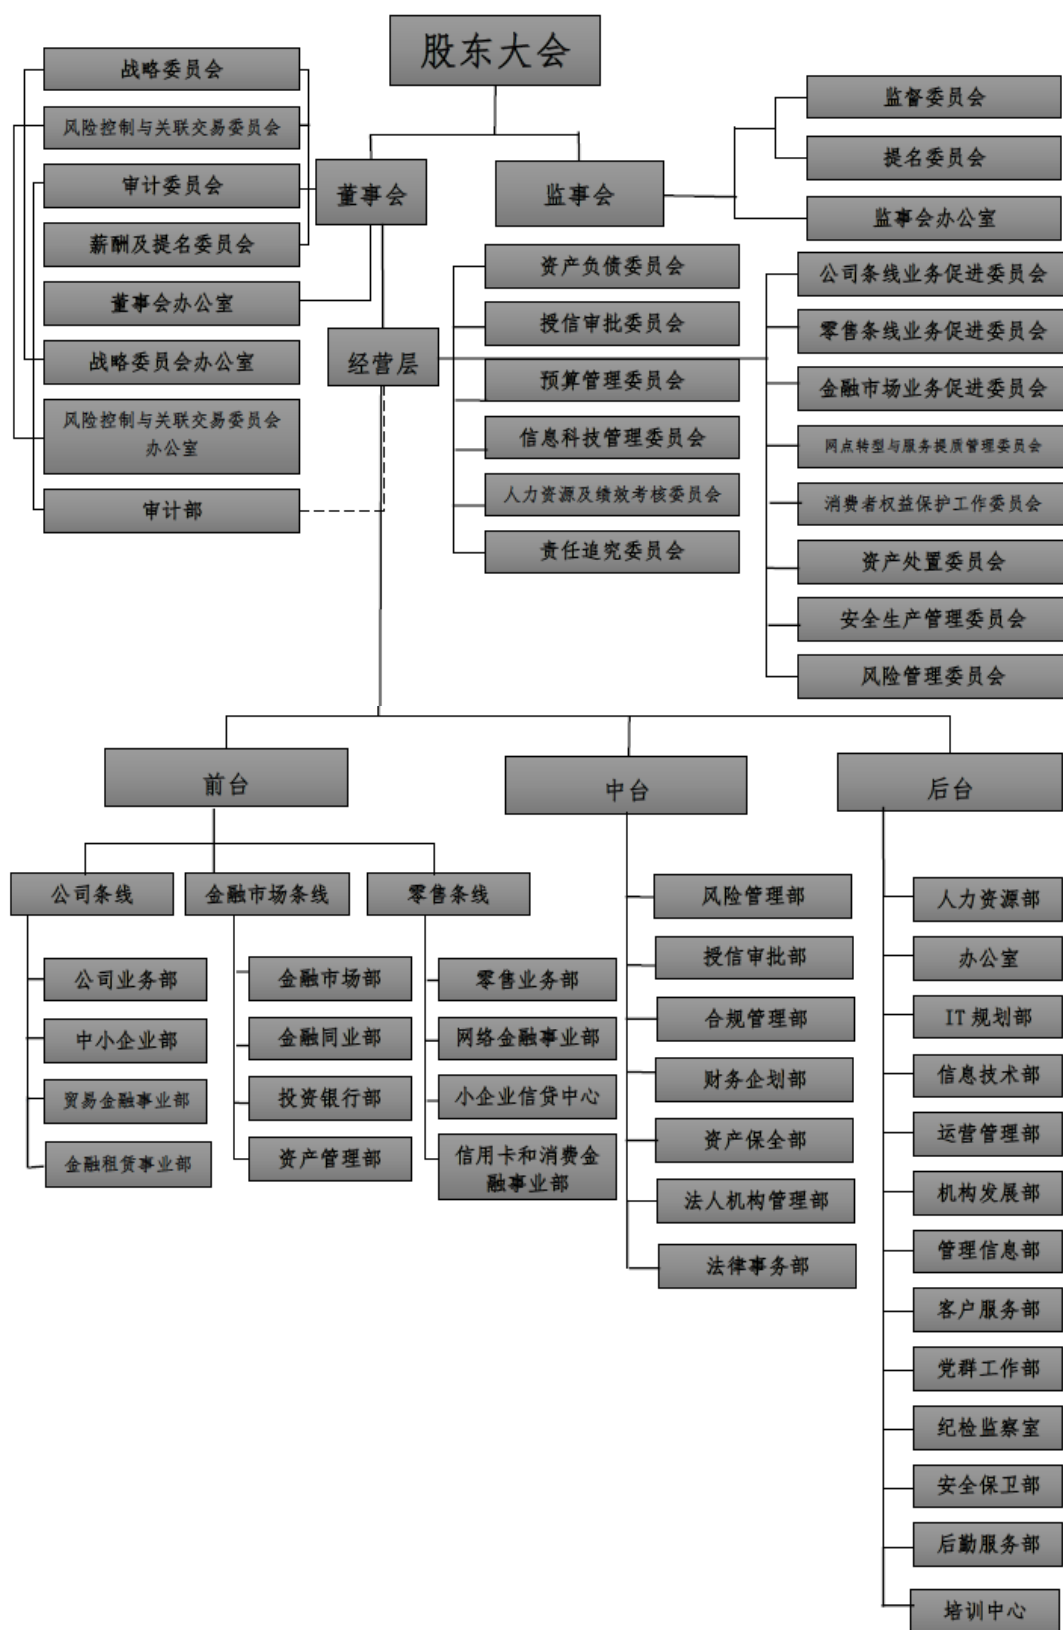 股东大会
战略委员会
风险控制与关联交易委员会
审计委员会
薪酬及提名委员会
董事会办公室
战略委员会办公室
风险控制与关联交易委员会
办公室
审计部
董事会
监事会
监督委员会
提名委员会
监事会办公室
经营层
资产负债委员会
授信审批委员会
预算管理委员会
信息科技管理委员会
人力资源及绩效考核委员会
责任追究委员会
公司条线业务促进委员会
零售条线业务促进委员会
金融市场业务促进委员会
网点转型与服务提质管理委员会
消费者权益保护工作委员会
资产处置委员会
安全生产管理委员会
风险管理委员会
前台
中台
后台
公司条线
金融市场条线
零售条线
公司业务部
中小企业部
贸易金融事业部
金融租赁事业部
金融市场部
金融同业部
投资银行部
资产管理部
零售业务部
网络金融事业部
小企业信贷中心
信用卡和消费金
融事业部
风险管理部
授信审批部
合规管理部
财务企划部
资产保全部
法人机构管理部
法律事务部
人力资源部
办公室
IT 规划部
信息技术部
运营管理部
机构发展部
管理信息部
客户服务部
党群工作部
纪检监察室
安全保卫部
后勤服务部
培训中心